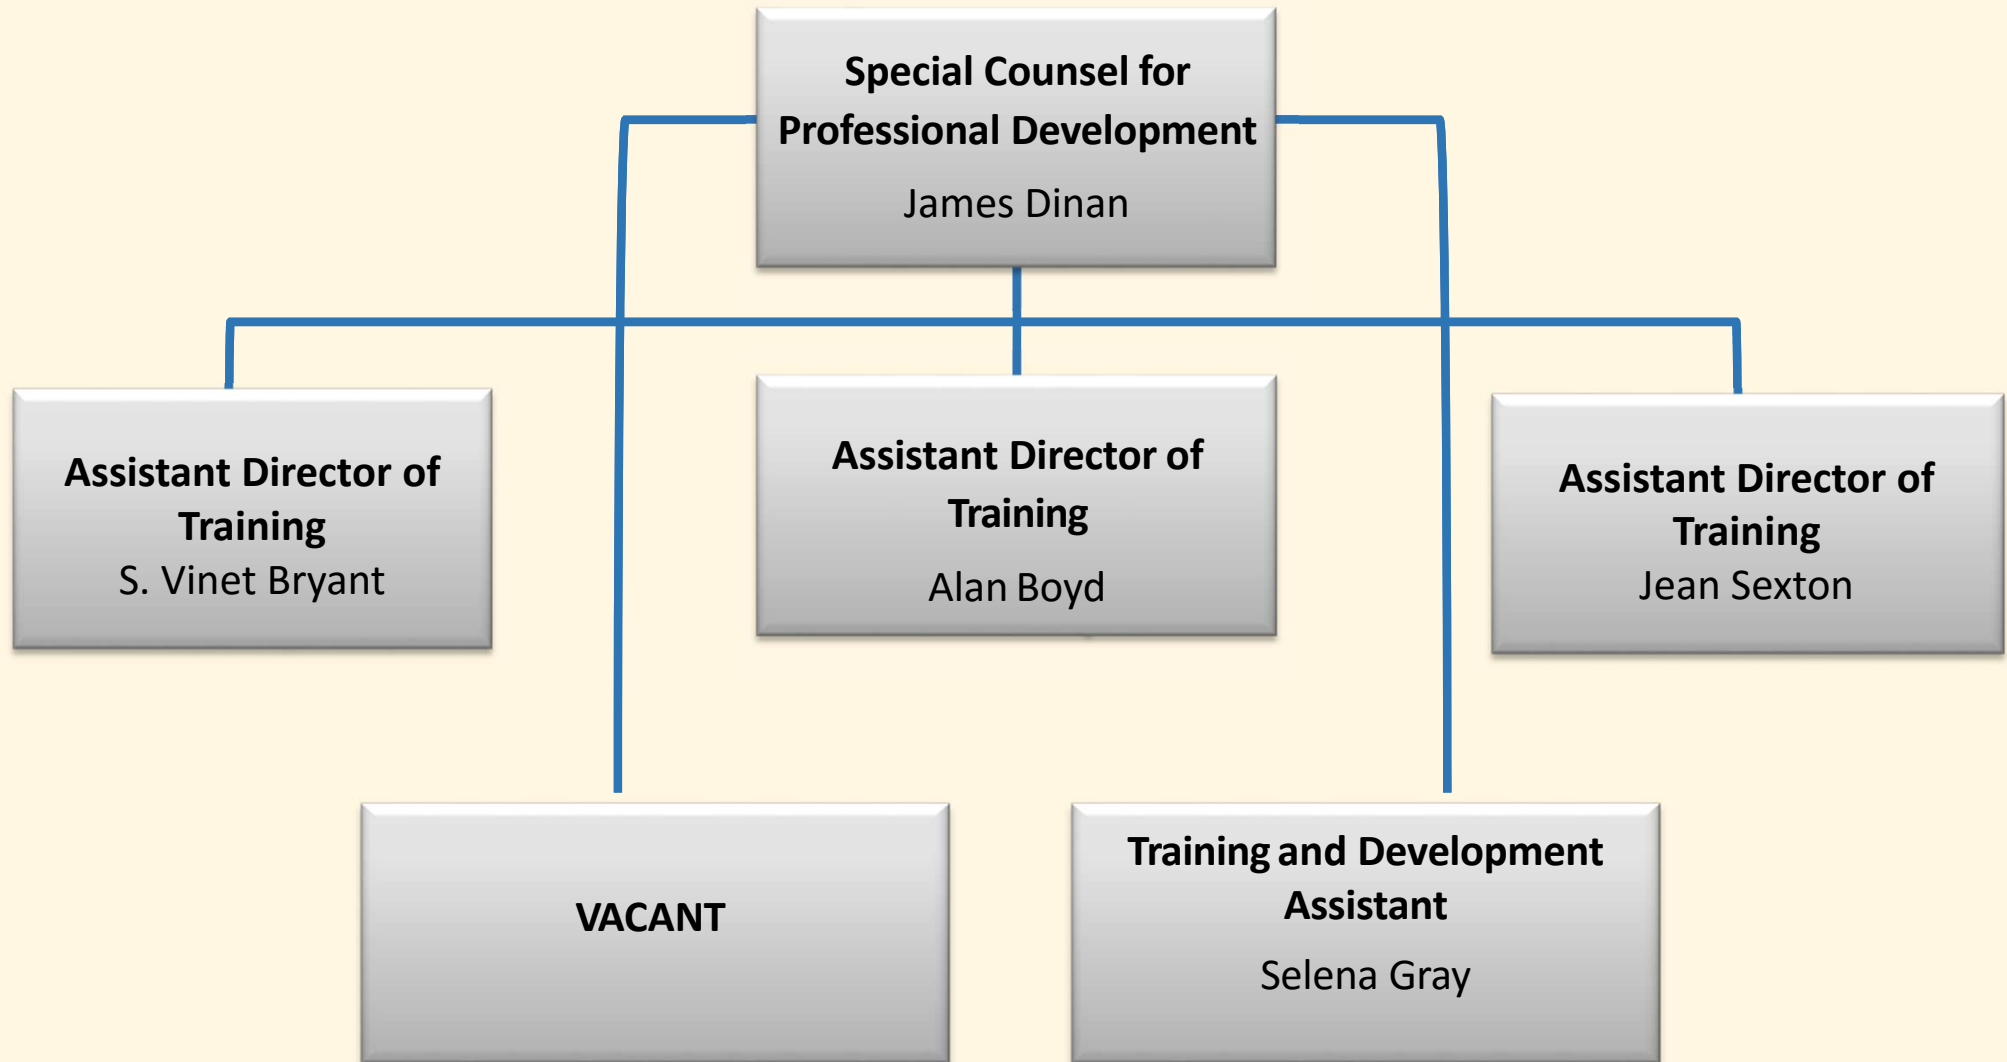 Special Counsel for
Professional Development
James Dinan
Assistant Director of
Training
S. Vinet Bryant
Assistant Director of
Training
Alan Boyd
Assistant Director of
Training
Jean Sexton
VACANT
Training and Development
Assistant
Selena Gray